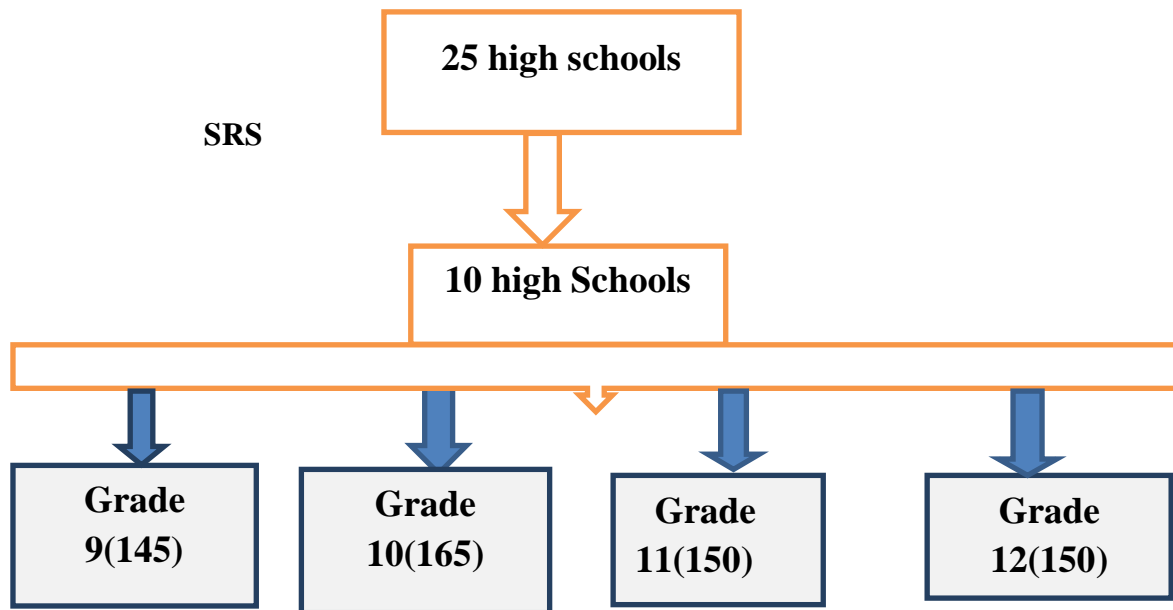 25 high schools
SRS
10 high Schools
Grade
9(145)
Grade
10(165)
Grade
11(150)
Grade
12(150)